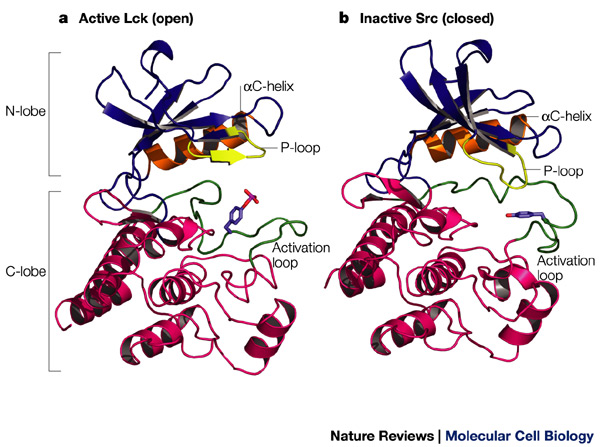 a Active Lck (open)
b Inactive Src (closed)
N-lobe
αC-helix
P-loop
C-lobe
Activation
loop
αC-helix
P-loop
Activation
loop
Nature Reviews | Molecular Cell Biology